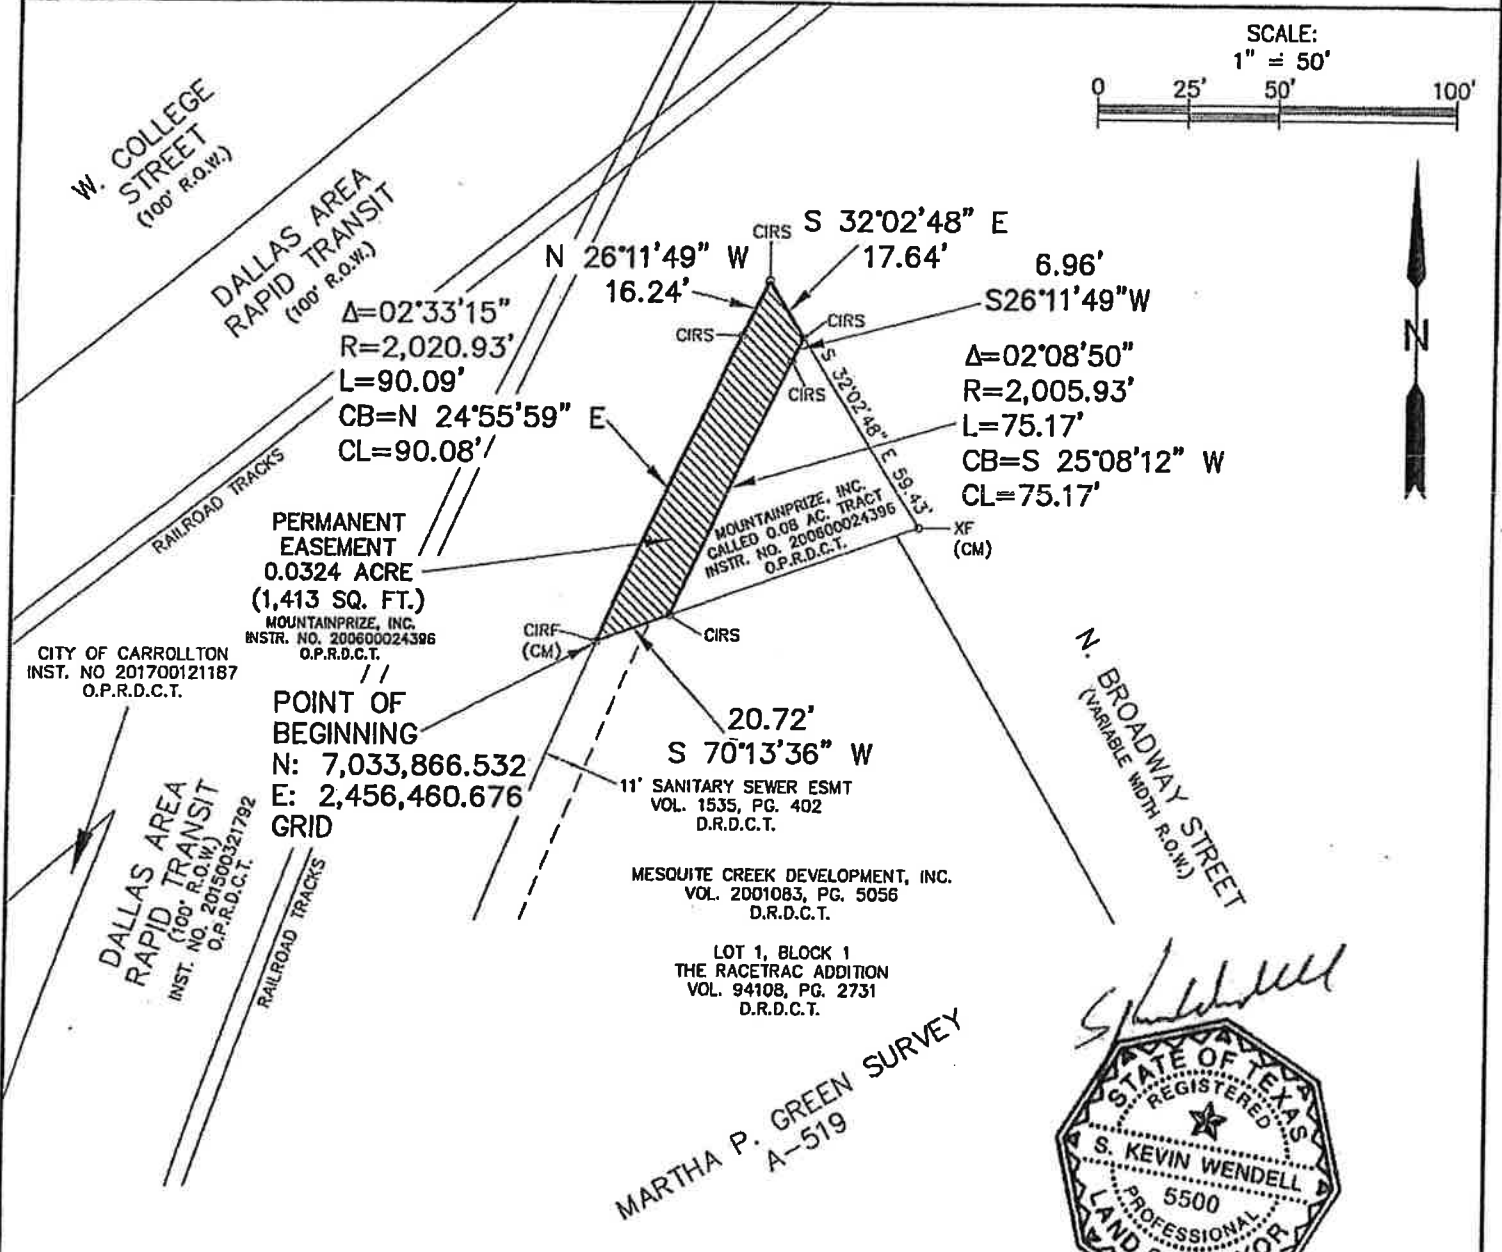 SCALE:
1" = 50'
0 25' 50' 100'
W. COLLEGE
STREET
(100' R.O.W.)
DALLAS AREA
RAPID TRANSIT
(100' R.O.W.)
CIRS
S 32°02'48" E
17.64'
N 26°11'49" W
16.24'
6.96'
S26°11'49"W
CIRS
CIRS
CIRS
Δ=02°33'15"
R=2,020.93'
L=90.09'
CB=N 24°55'59" E
CL=90.08'
Δ=02°08'50"
R=2,005.93'
L=75.17'
CB=S 25°08'12" W
CL=75.17'
N
S 32°02'48" E 59.43'
RAILROAD TRACKS
MOUNTAINPRIZE, INC.
CALLED 0.08 AC. TRACT
INSTR. NO. 200600024396
O.P.R.D.C.T.
XF
(CM)
PERMANENT
EASEMENT
0.0324 ACRE
(1,413 SQ. FT.)
MOUNTAINPRIZE, INC.
INSTR. NO. 200600024396
O.P.R.D.C.T.
CIRF
(CM)
CIRS
CITY OF CARROLLTON
INST. NO 201700121187
O.P.R.D.C.T.
POINT OF
BEGINNING
N: 7,033,866.532
E: 2,456,460.676
GRID
20.72'
S 70°13'36" W
11' SANITARY SEWER ESMT
VOL. 1535, PG. 402
D.R.D.C.T.
N. BROADWAY STREET
(VARIABLE WIDTH R.O.W.)
DALLAS AREA
RAPID TRANSIT
(100' R.O.W.)
INST. NO. 201500321792
O.P.R.D.C.T.
RAILROAD TRACKS
MESQUITE CREEK DEVELOPMENT, INC.
VOL. 2001083, PG. 5056
D.R.D.C.T.
LOT 1, BLOCK 1
THE RACETRAC ADDITION
VOL. 94108, PG. 2731
D.R.D.C.T.
MARTHA P. GREEN SURVEY
A-519
STATE OF TEXAS
REGISTERED
S. KEVIN WENDELL
5500
PROFESSIONAL
LAND